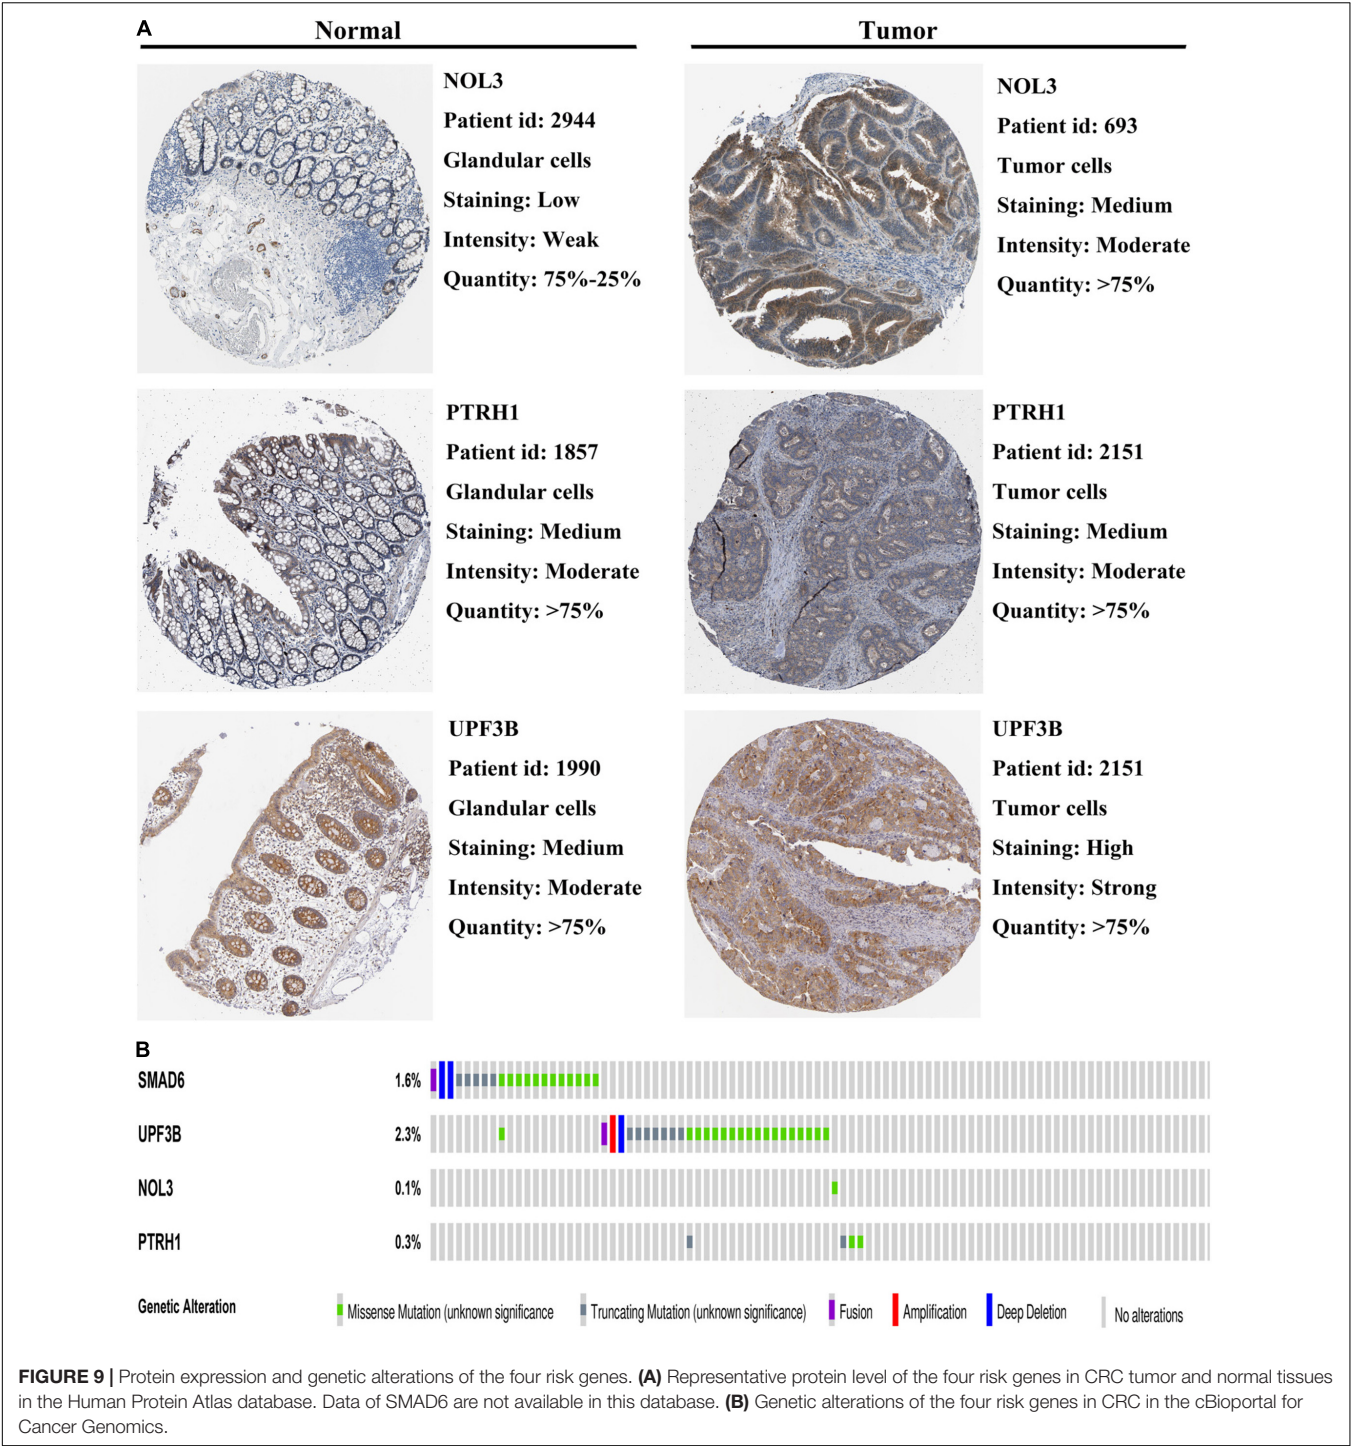 A
Normal
Tumor
NOL3
Patient id: 2944
Glandular cells
Staining: Low
Intensity: Weak
Quantity: 75%-25%
NOL3
Patient id: 693
Tumor cells
Staining: Medium
Intensity: Moderate
Quantity: >75%
PTRH1
Patient id: 1857
Glandular cells
Staining: Medium
Intensity: Moderate
Quantity: >75%
PTRH1
Patient id: 2151
Tumor cells
Staining: Medium
Intensity: Moderate
Quantity: >75%
UPF3B
Patient id: 1990
Glandular cells
Staining: Medium
Intensity: Moderate
Quantity: >75%
UPF3B
Patient id: 2151
Tumor cells
Staining: High
Intensity: Strong
Quantity: >75%
B
SMAD6 1.6%
UPF3B 2.3%
NOL3 0.1%
PTRH1 0.3%
Genetic Alteration Missense Mutation (unknown significance Truncating Mutation (unknown significance) Fusion Amplification Deep Deletion No alterations
FIGURE 9 | Protein expression and genetic alterations of the four risk genes. (A) Representative protein level of the four risk genes in CRC tumor and normal tissues
in the Human Protein Atlas database. Data of SMAD6 are not available in this database. (B) Genetic alterations of the four risk genes in CRC in the cBioportal for
Cancer Genomics.